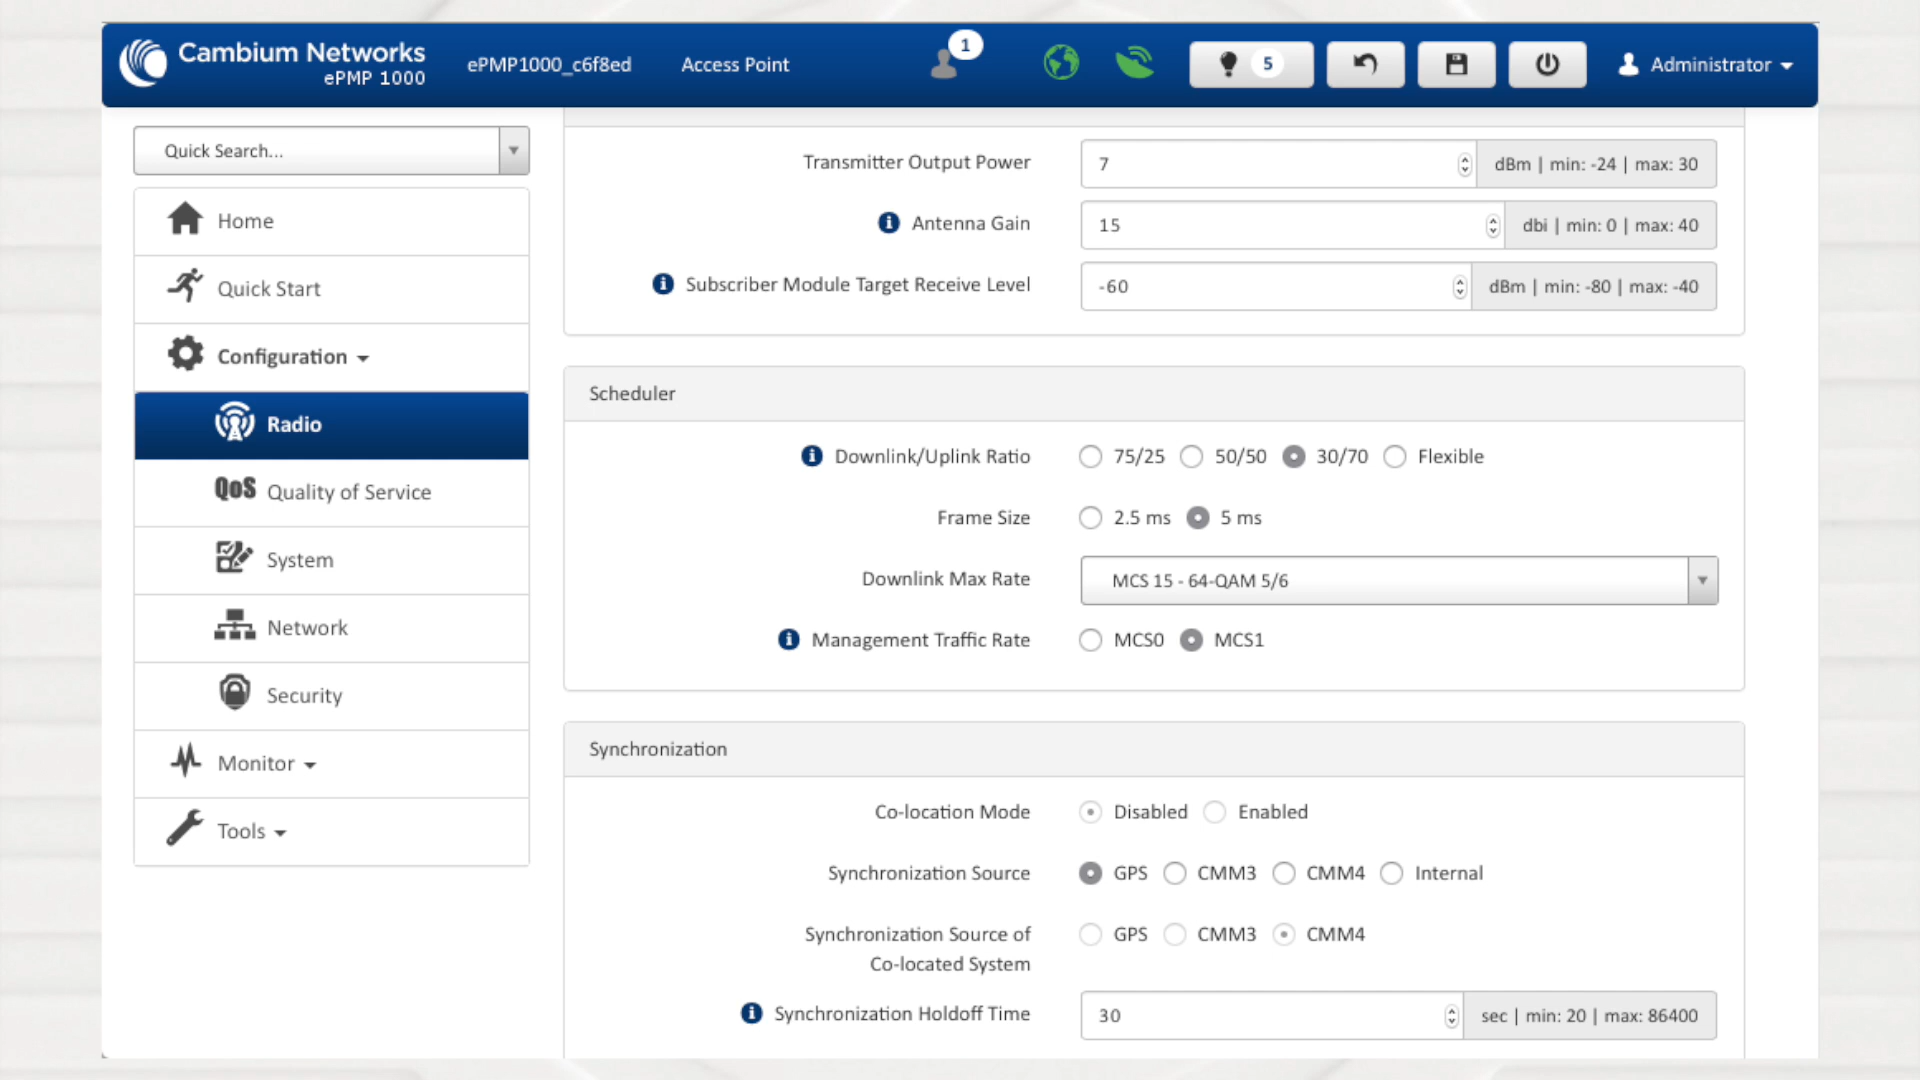 Cambium Networks
ePMP 1000
ePMP1000_c6f8ed
Access Point
1
5
Administrator
Quick Search...
Home
Quick Start
Configuration
Radio
QoS Quality of Service
System
Network
Security
Monitor
Tools
Transmitter Output Power 7 dBm | min: -24 | max: 30
Antenna Gain 15 dbi | min: 0 | max: 40
Subscriber Module Target Receive Level -60 dBm | min: -80 | max: -40
Scheduler
Downlink/Uplink Ratio 75/25 50/50 30/70 Flexible
Frame Size 2.5 ms 5 ms
Downlink Max Rate MCS 15 - 64-QAM 5/6
Management Traffic Rate MCS0 MCS1
Synchronization
Co-location Mode Disabled Enabled
Synchronization Source GPS CMM3 CMM4 Internal
Synchronization Source of GPS CMM3 CMM4
Co-located System
Synchronization Holdoff Time 30 sec | min: 20 | max: 86400